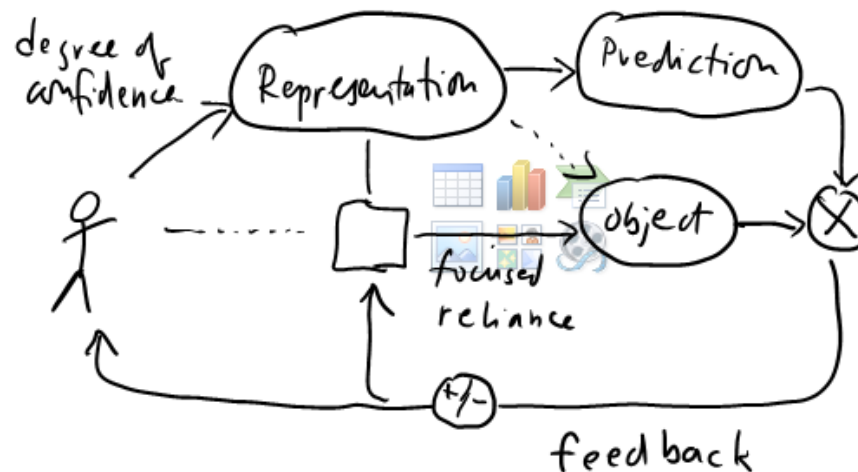 degree of
confidence
Representation
Prediction
object
X
focused
reliance
+/-
feedback